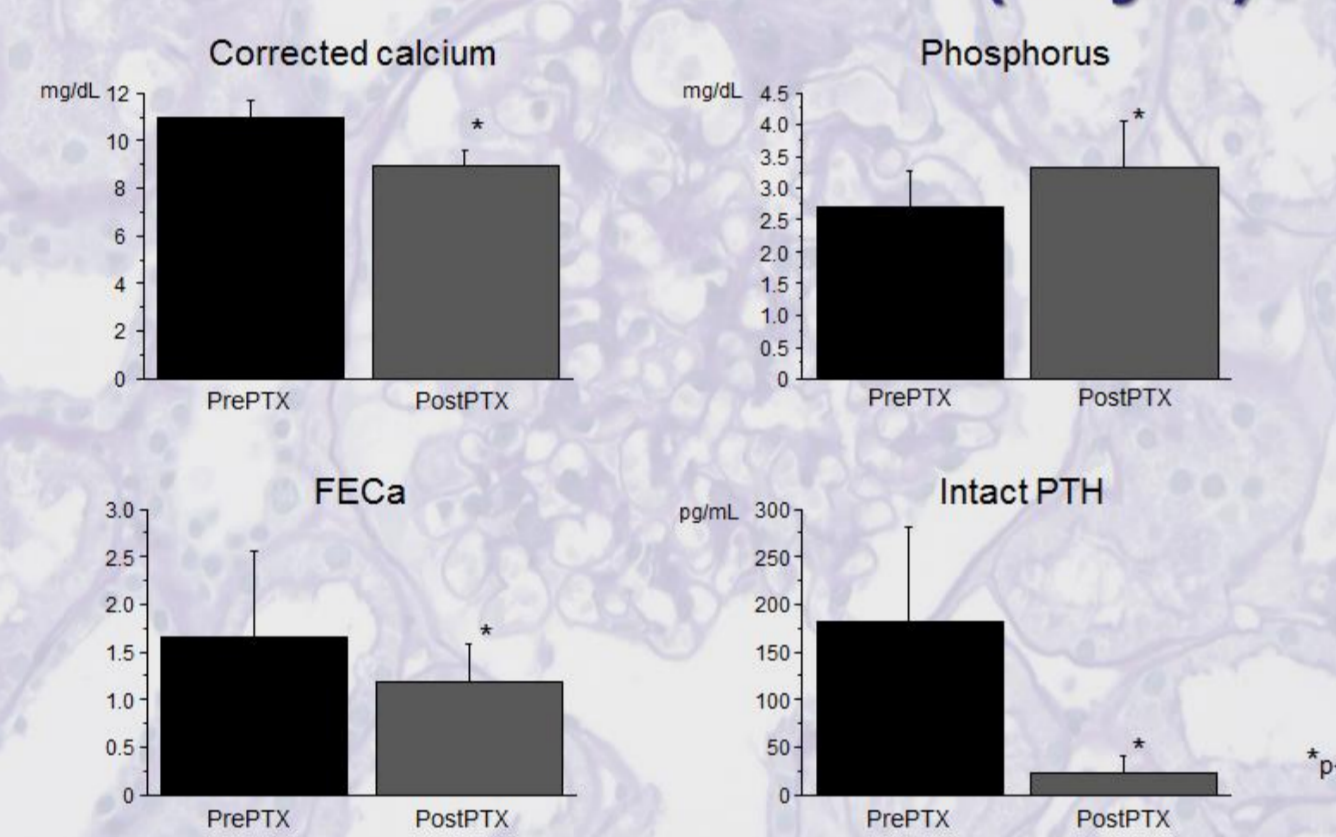 Corrected calcium
mg/dL
12
10
8
6
4
2
0
*
PrePTX PostPTX
Phosphorus
mg/dL
4.5
4.0
3.5
3.0
2.5
2.0
1.5
1.0
0.5
0
*
PrePTX PostPTX
FECa
3.0
2.5
2.0
1.5
1.0
0.5
0
*
PrePTX PostPTX
Intact PTH
pg/mL
300
250
200
150
100
50
0
*
PrePTX PostPTX
*p